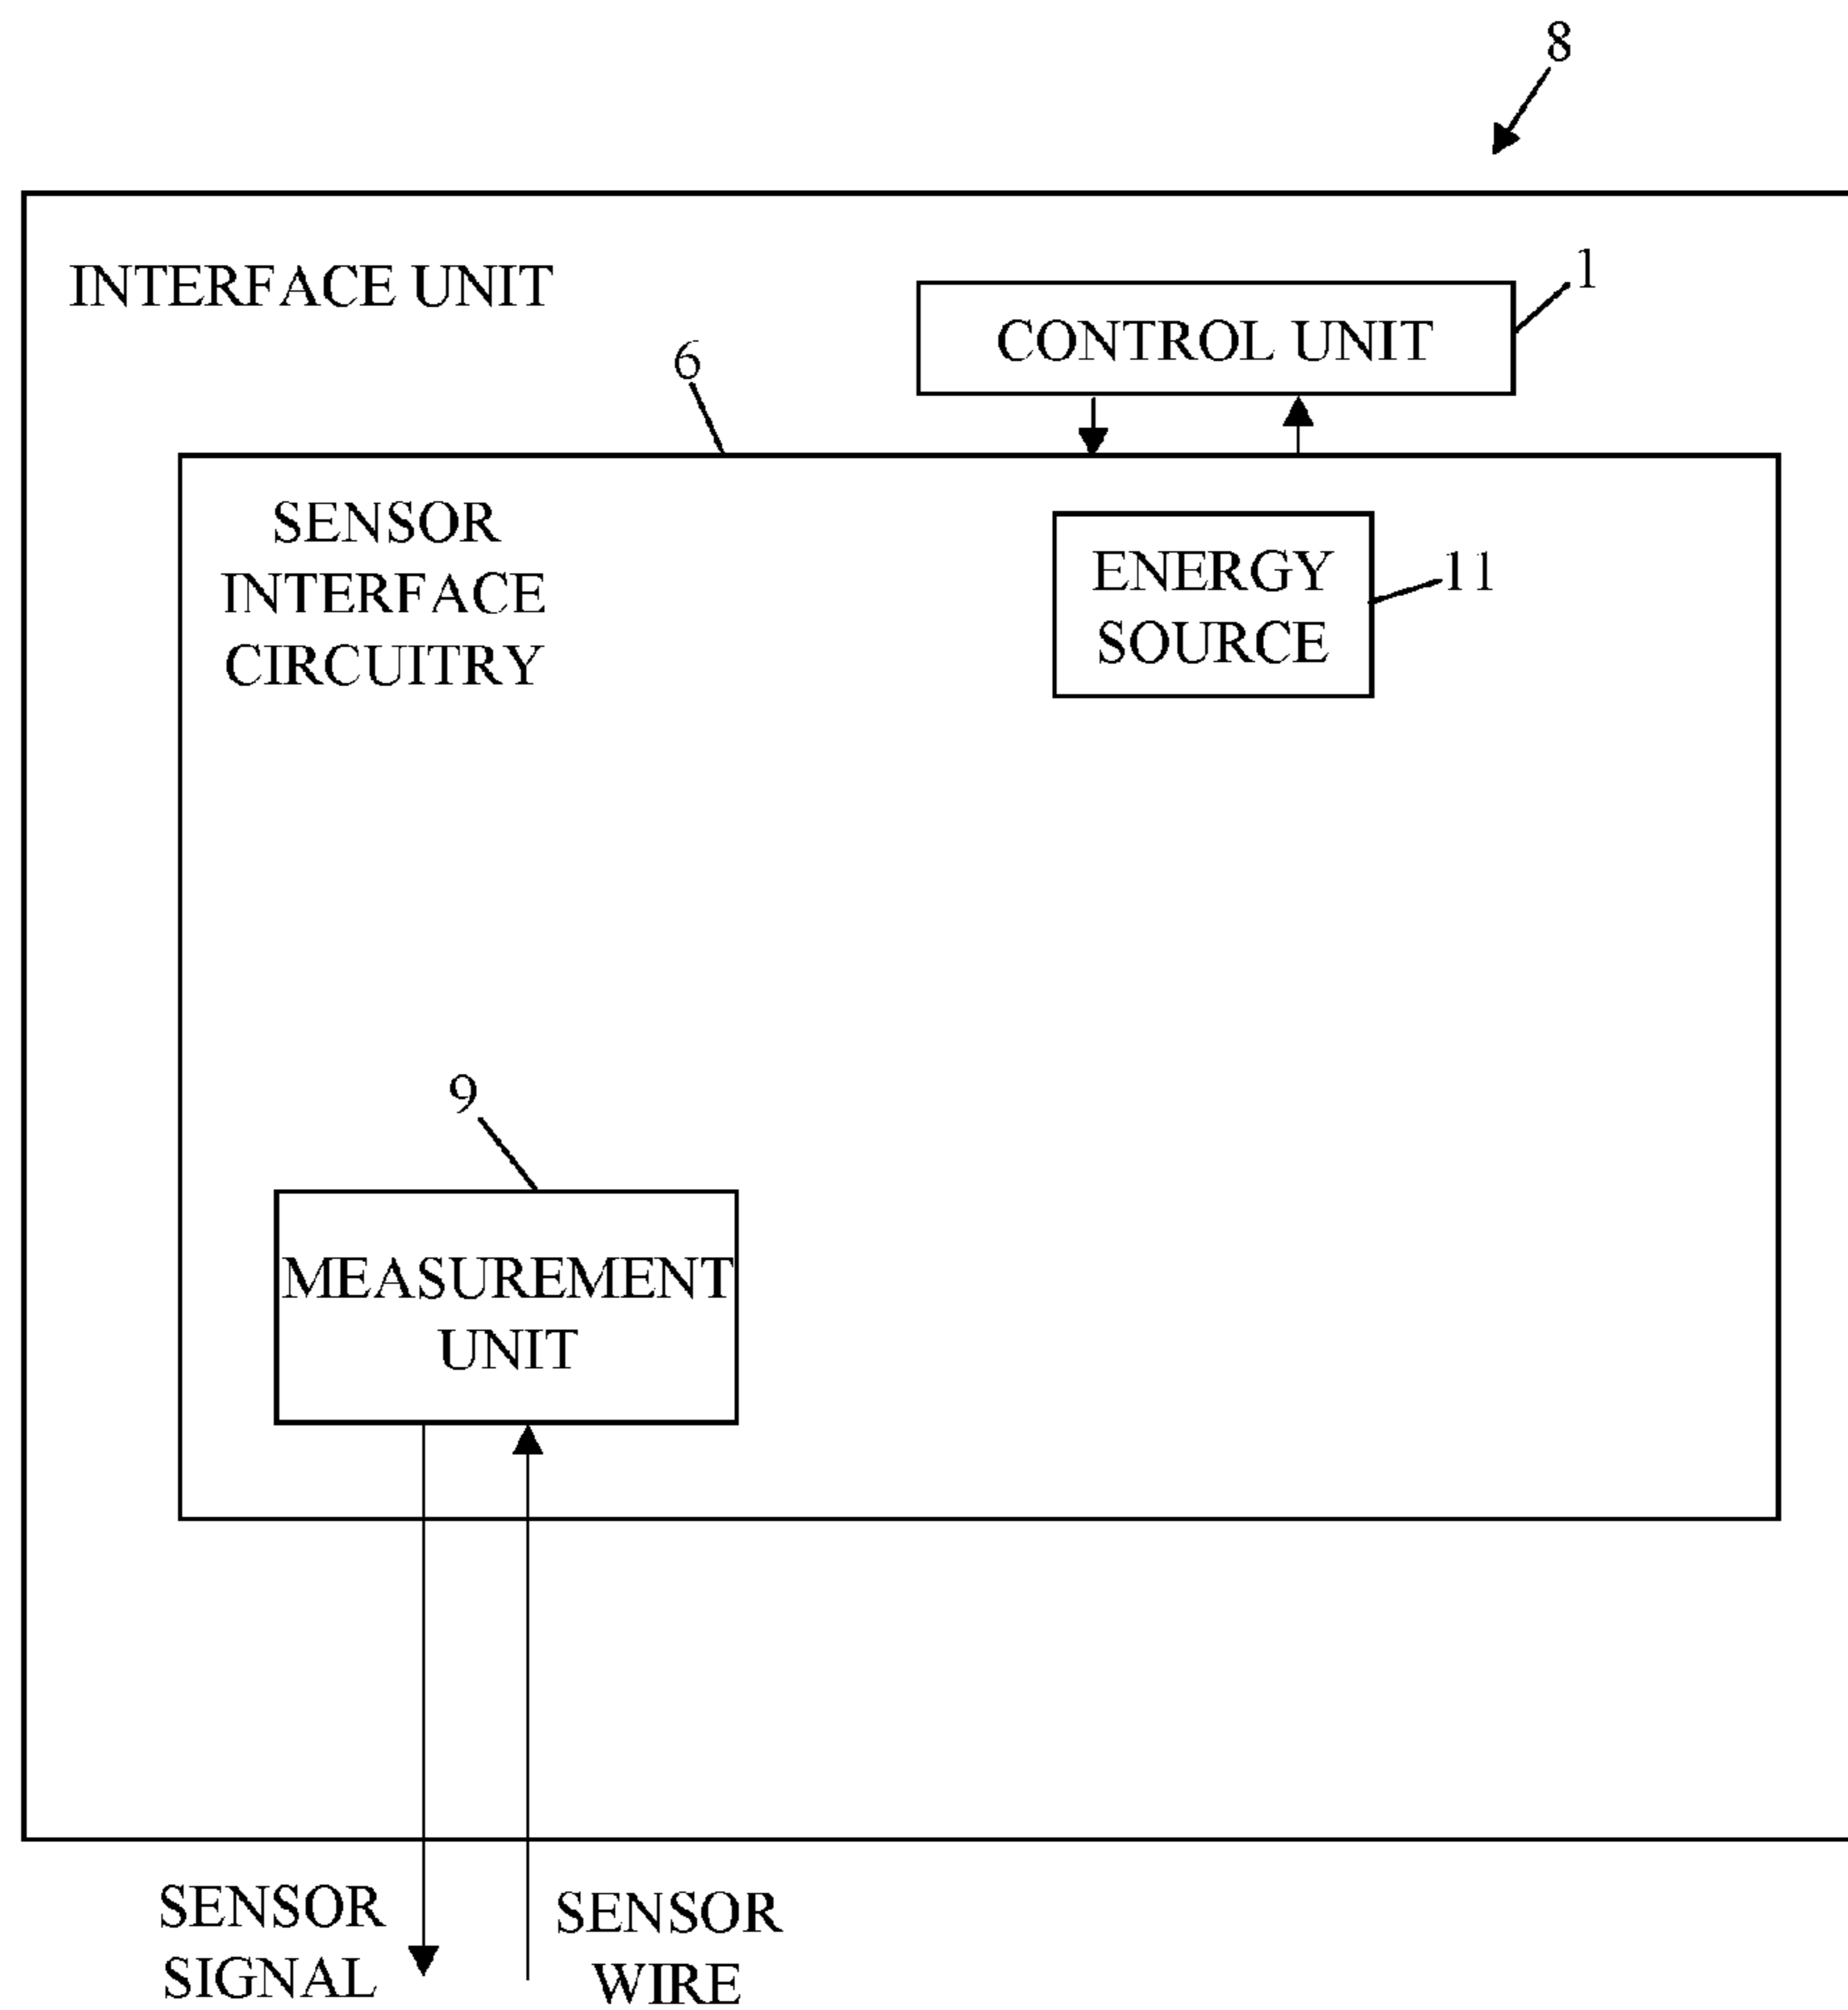 8
INTERFACE UNIT
1
CONTROL UNIT
6
SENSOR
INTERFACE
CIRCUITRY
ENERGY
SOURCE
11
9
MEASUREMENT
UNIT
SENSOR
SIGNAL
SENSOR
WIRE